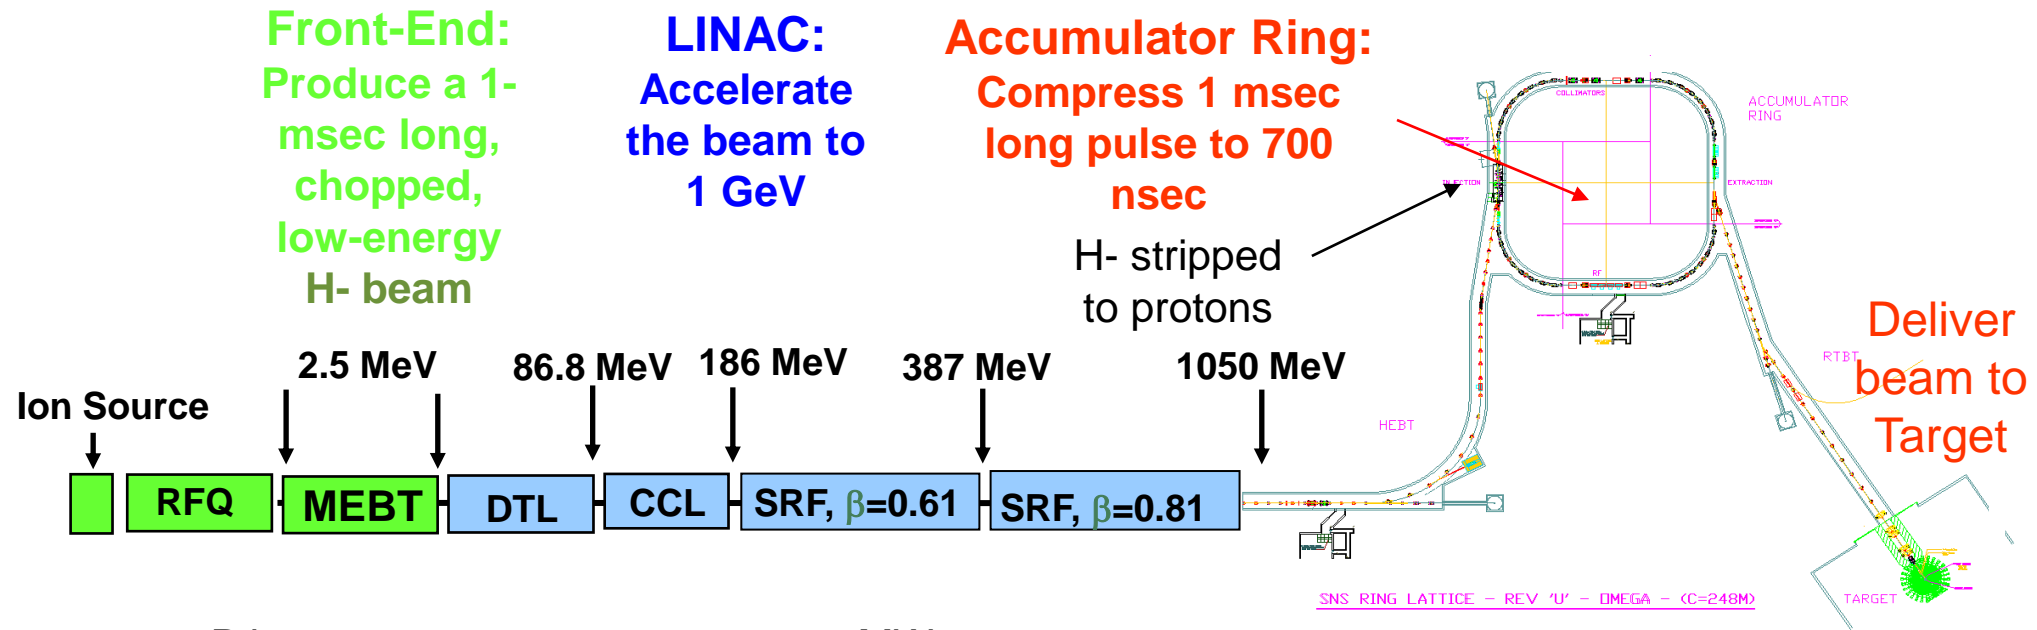 Front-End:
Produce a 1-
msec long,
chopped,
low-energy
H- beam
LINAC:
Accelerate
the beam to
1 GeV
Accumulator Ring:
Compress 1 msec
long pulse to 700
nsec
H- stripped
to protons
COLLIMATORS
ACCUMULATOR
RING
INJECTION
EXTRACTION
RF
Deliver
beam to
Target
RTBT
HEBT
2.5 MeV
86.8 MeV
186 MeV
387 MeV
1050 MeV
Ion Source
RFQ
MEBT
DTL
CCL
SRF, β=0.61
SRF, β=0.81
SNS RING LATTICE - REV 'U' - OMEGA - (C=248M)
TARGET